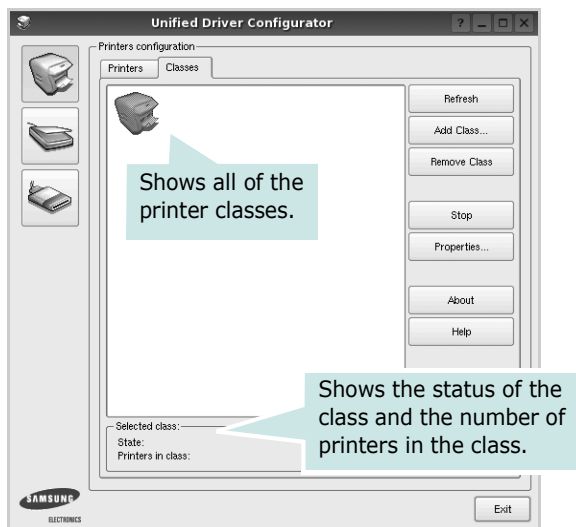 Unified Driver Configurator
Printers configuration
Printers
Classes
Refresh
Add Class...
Remove Class
Shows all of the
printer classes.
Stop
Properties...
About
Help
Shows the status of the
class and the number of
printers in the class.
Selected class:
State:
Printers in class:
SAMSUNG
ELECTRONICS
Exit